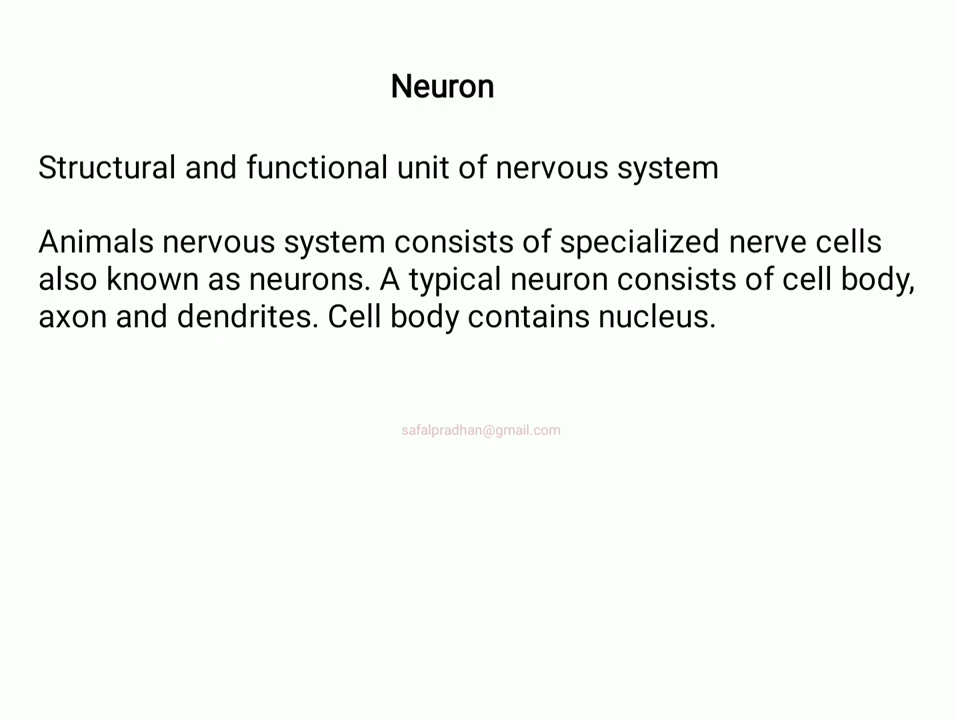 Neuron
Structural and functional unit of nervous system
Animals nervous system consists of specialized nerve cells
also known as neurons. A typical neuron consists of cell body,
axon and dendrites. Cell body contains nucleus.
safalpradhan@gmail.com